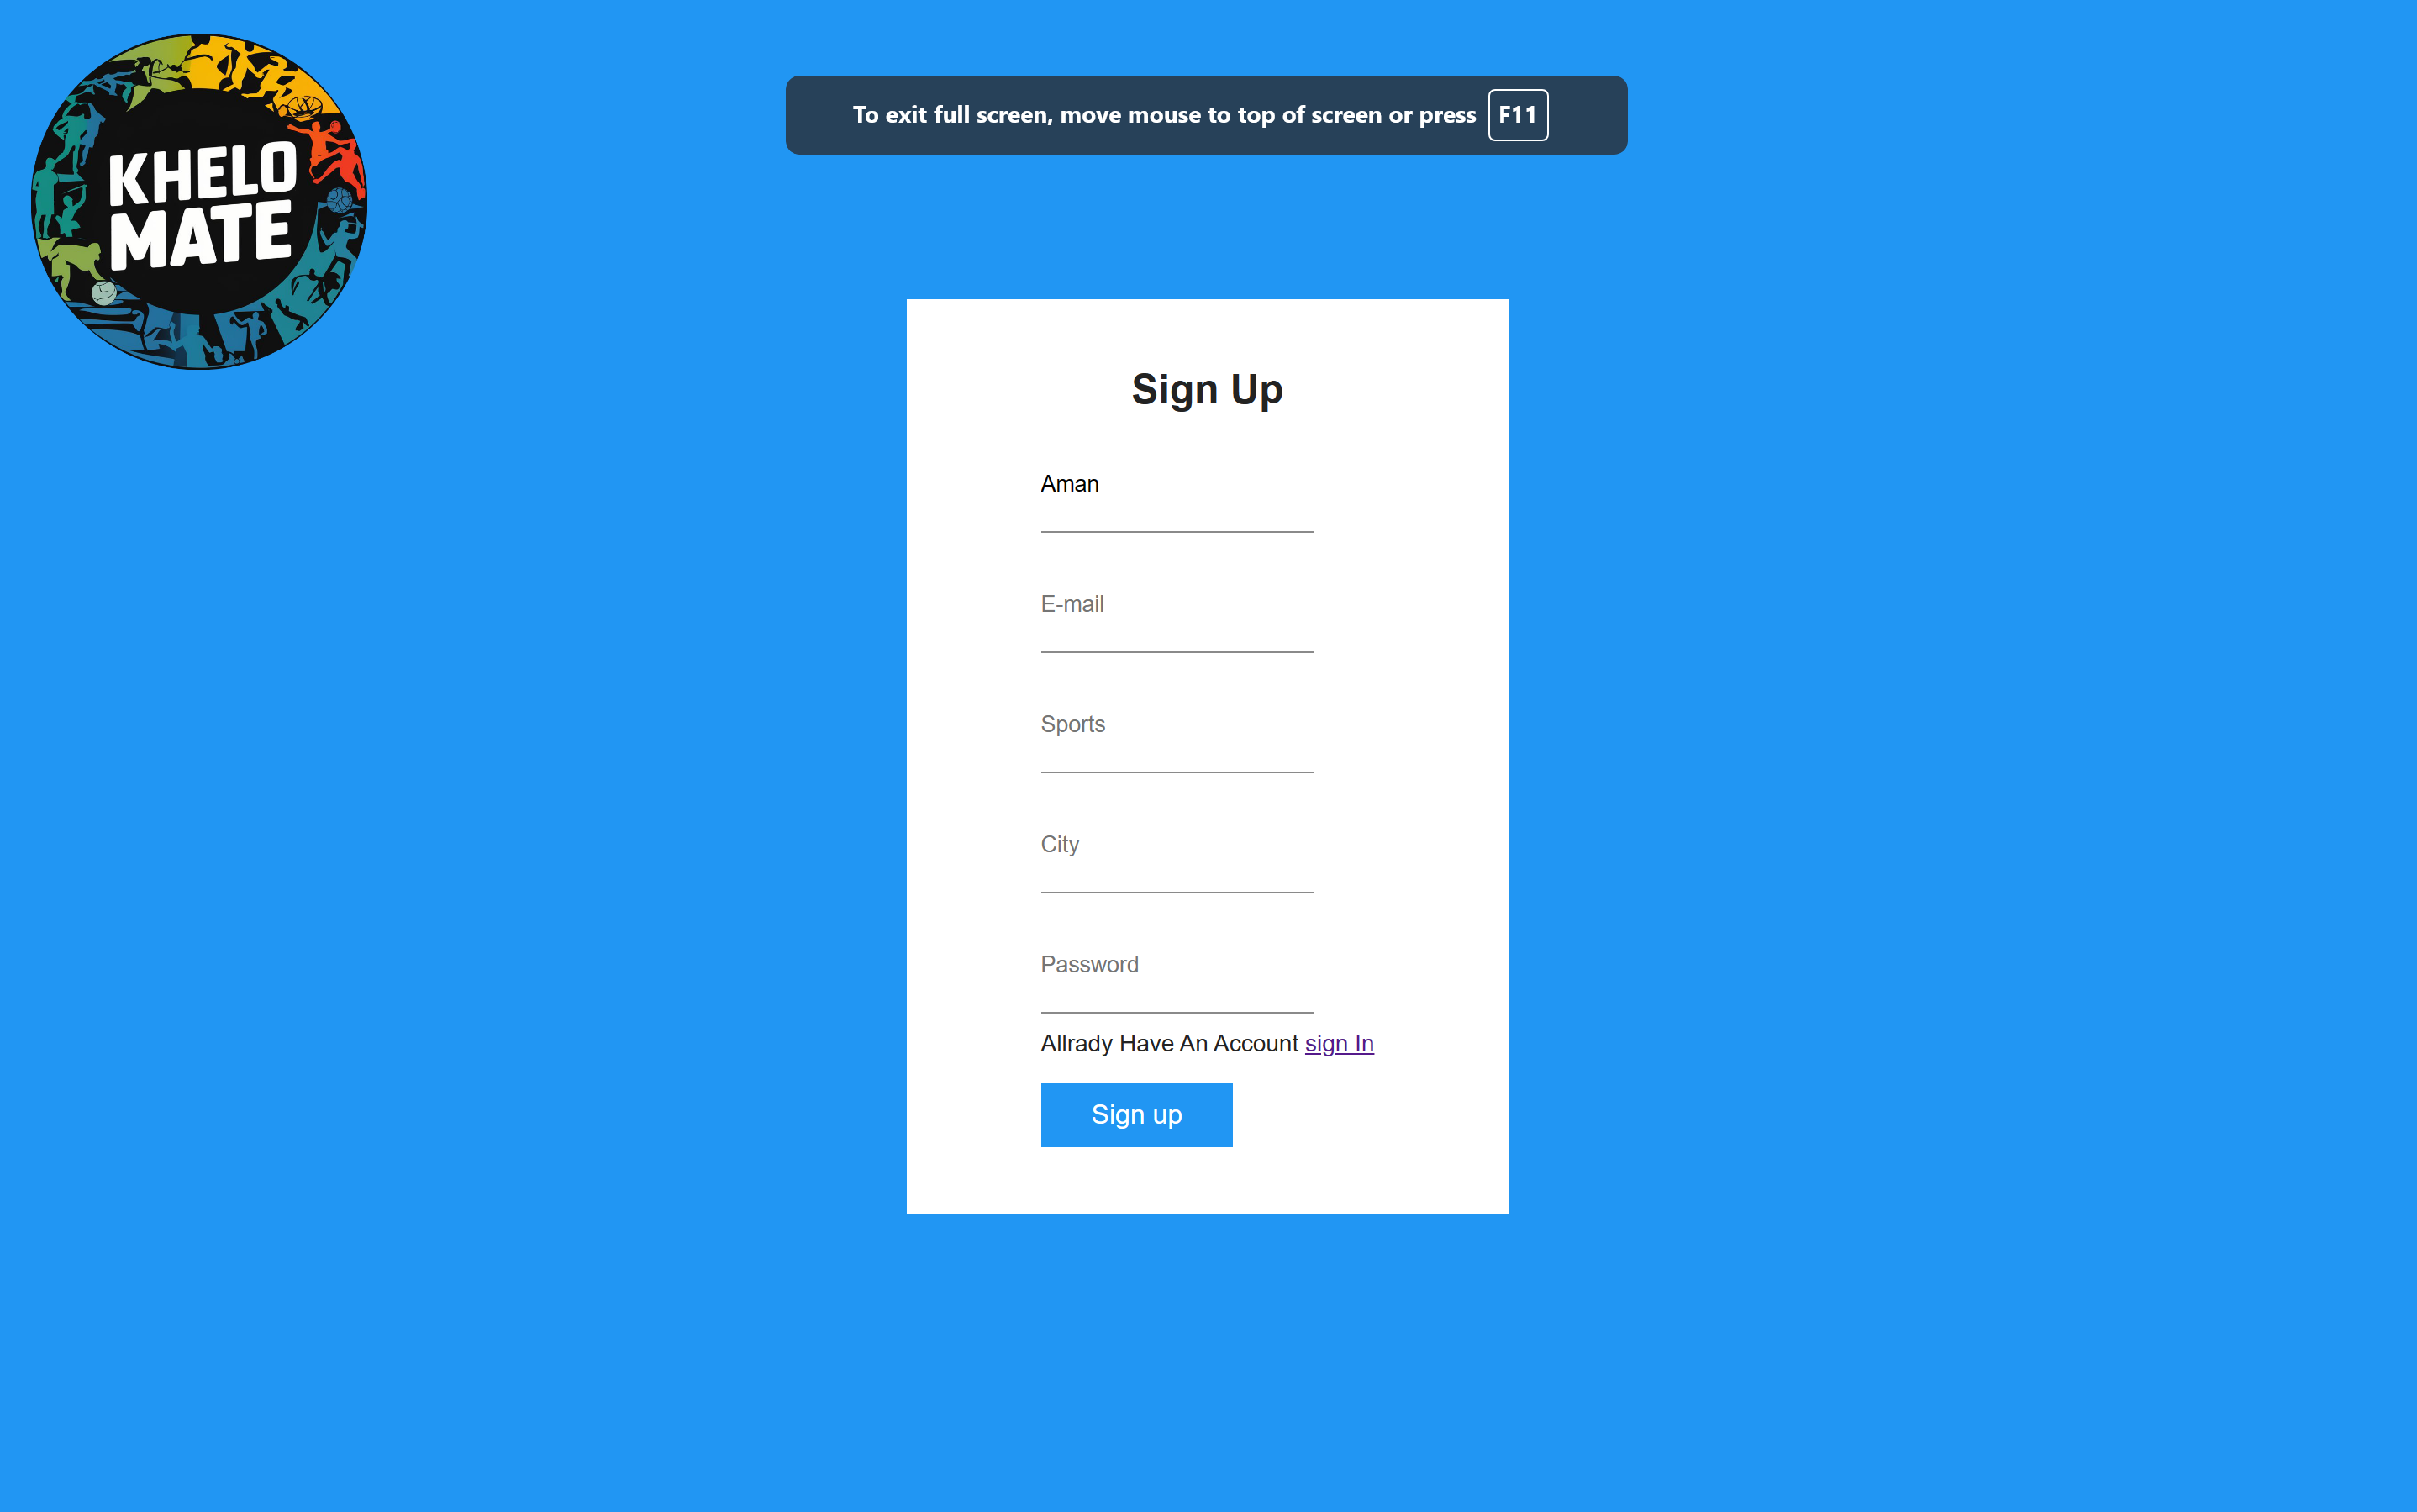 KHELO
MATE
To exit full screen, move mouse to top of screen or press F11
Sign Up
Aman
E-mail
Sports
City
Password
Allrady Have An Account sign In
Sign up